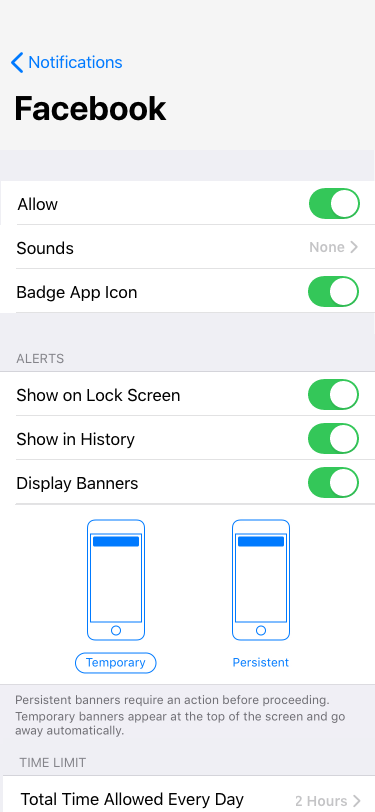 Notifications
Facebook
Allow
Sounds None
Badge App Icon
ALERTS
Show on Lock Screen
Show in History
Display Banners
Temporary Persistent
Persistent banners require an action before proceeding.
Temporary banners appear at the top of the screen and go
away automatically.
TIME LIMIT
Total Time Allowed Every Day 2 Hours